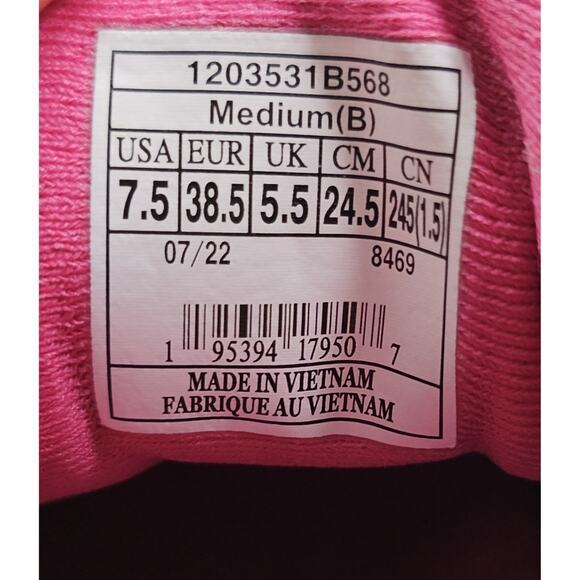 1203531B568
Medium(B)
USA EUR UK CM CN
7.5 38.5 5.5 24.5 245(1.5)
07/22 8469
1 95394 17950 7
MADE IN VIETNAM
FABRIQUE AU VIETNAM